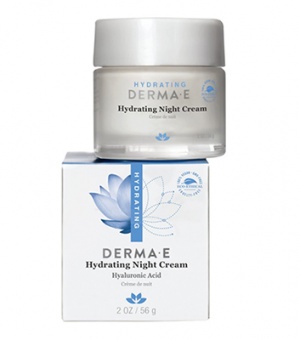 HYDRATING
DERMA·E
Hydrating Night Cream
Crème de nuit
HYDRATING
DERMA·E
Hydrating Night Cream
Hyaluronic Acid
Crème de nuit
2 OZ / 56 g